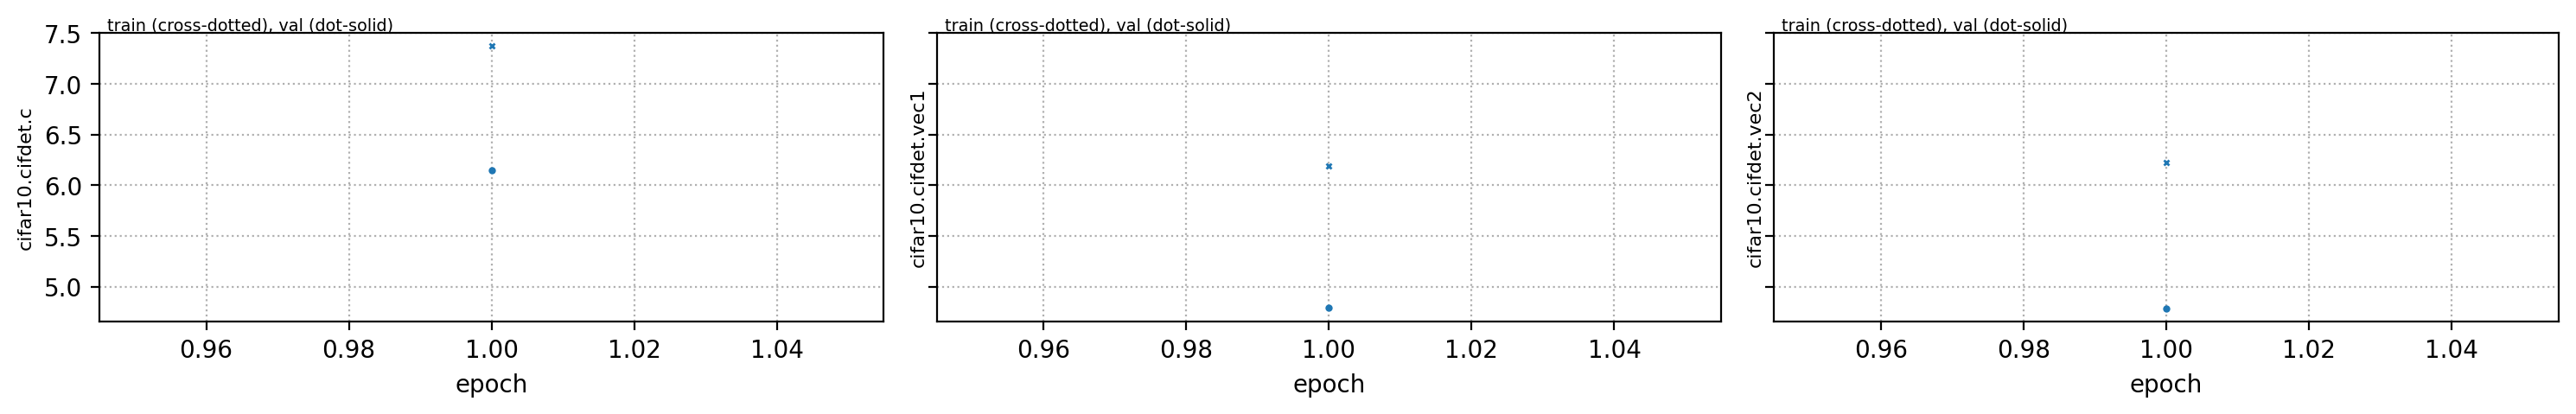 train (cross-dotted), val (dot-solid)
cifar10.cifdet.c
7.5
7.0
6.5
6.0
5.5
5.0
0.96 0.98 1.00 1.02 1.04
epoch
train (cross-dotted), val (dot-solid)
cifar10.cifdet.vec1
0.96 0.98 1.00 1.02 1.04
epoch
train (cross-dotted), val (dot-solid)
cifar10.cifdet.vec2
0.96 0.98 1.00 1.02 1.04
epoch